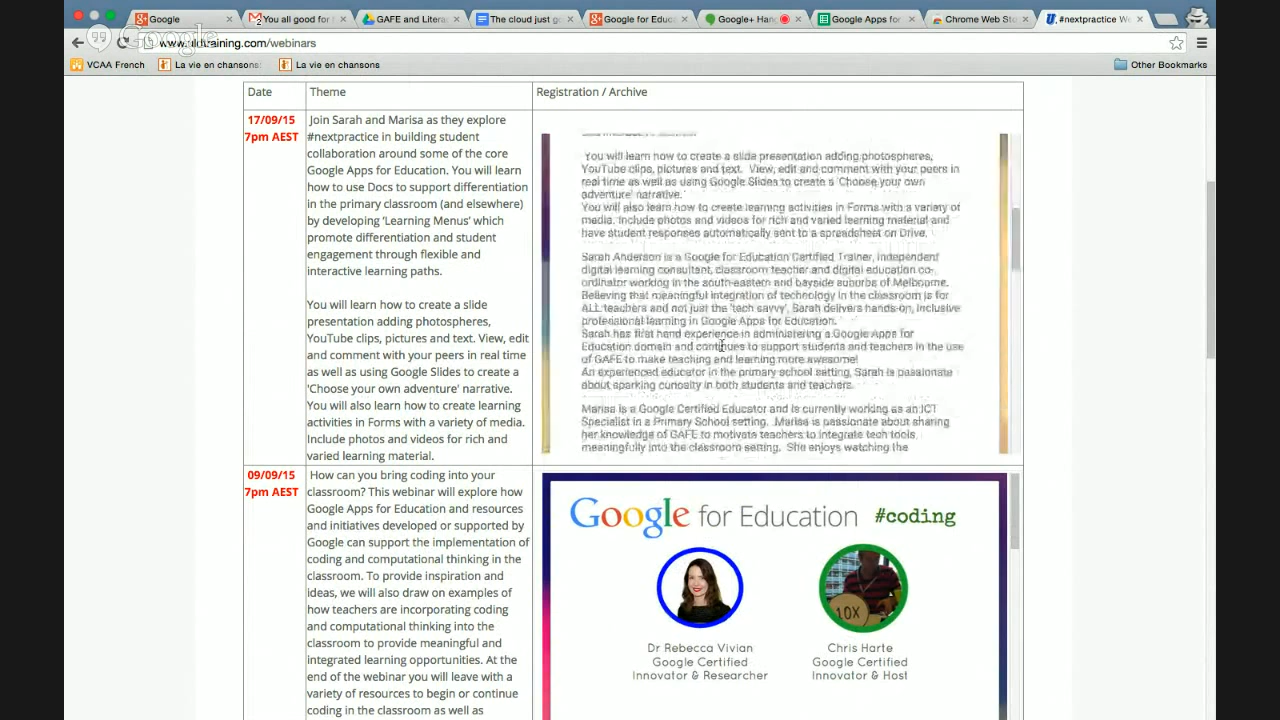 Google
You all good for
GAFE and Litera
The cloud just g
Google for Educ
Google+ Han
Google Apps for
Chrome Web St
#nextpractice W
Google
training.com/webinars
VCAA French
La vie en chansons
La vie en chansons
Other Bookmarks
Date
Theme
Registration / Archive
17/09/15
7pm AEST
Join Sarah and Marisa as they explore
#nextpractice in building student
collaboration around some of the core
Google Apps for Education. You will learn
how to use Docs to support differentiation
in the primary classroom (and elsewhere)
by developing 'Learning Menus' which
promote differentiation and student
engagement through flexible and
interactive learning paths.
You will learn how to create a slide
presentation adding photospheres,
YouTube clips, pictures and text. View, edit
and comment with your peers in real time
as well as using Google Slides to create a
'Choose your own adventure' narrative.
You will also learn how to create learning
activities in Forms with a variety of media.
Include photos and videos for rich and
varied learning material.
You will learn how to create a slide presentation adding photospheres,
YouTube clips, pictures and text. View, edit and comment with your peers in
real time as well as using Google Slides to create a 'Choose your own
adventure' narrative.
You will also learn how to create learning activities in Forms with a variety of
media. Include photos and videos for rich and varied learning material and
have student responses automatically sent to a spreadsheet on Drive.
Sarah Anderson is a Google for Education Certified Trainer, independent
digital learning consultant, classroom teacher and digital education co-
ordinator working in the south-eastern and bayside suburbs of Melbourne.
Believing that meaningful integration of technology in the classroom is for
ALL teachers and not just the 'tech savvy', Sarah delivers hands-on, inclusive
professional learning in Google Apps for Education.
Sarah has first hand experience in administering a Google Apps for
Education domain and continues to support students and teachers in the use
of GAFE to make teaching and learning more awesome!
An experienced educator in the primary school setting, Sarah is passionate
about sparking curiosity in both students and teachers.
Marisa is a Google Certified Educator and is currently working as an ICT
Specialist in a Primary School setting. Marisa is passionate about sharing
her knowledge of GAFE to motivate teachers to integrate tech tools
meaningfully into the classroom setting. She enjoys watching the
09/09/15
7pm AEST
How can you bring coding into your
classroom? This webinar will explore how
Google Apps for Education and resources
and initiatives developed or supported by
Google can support the implementation of
coding and computational thinking in the
classroom. To provide inspiration and
ideas, we will also draw on examples of
how teachers are incorporating coding
and computational thinking into the
classroom to provide meaningful and
integrated learning opportunities. At the
end of the webinar you will leave with a
variety of resources to begin or continue
coding in the classroom as well as
Google for Education #coding
10X
Dr Rebecca Vivian
Google Certified
Innovator & Researcher
Chris Harte
Google Certified
Innovator & Host